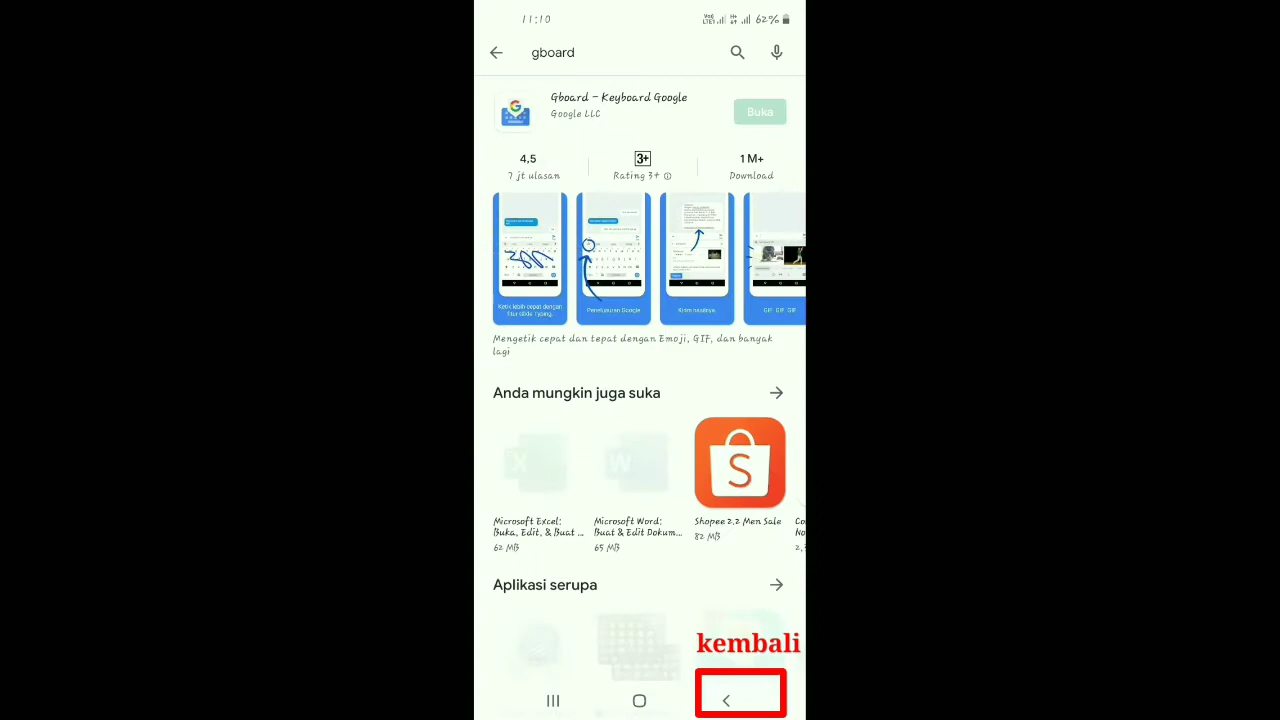 11:10
62%
gboard
Gboard – Keyboard Google
Google LLC
Buka
4,5
3+
1 M+
7 jt ulasan
Rating 3+
Download
Ketik lebih cepat dengan
fitur Glide Typing.
Penelusuran Google
Kirim hasilnya.
GIF GIF GIF
Mengetik cepat dan tepat dengan Emoji, GIF, dan banyak
lagi
Anda mungkin juga suka
Microsoft Excel:
Buka, Edit, & Buat ...
62 MB
Microsoft Word:
Buat & Edit Dokum...
65 MB
Shopee 2.2 Men Sale
82 MB
Aplikasi serupa
kembali